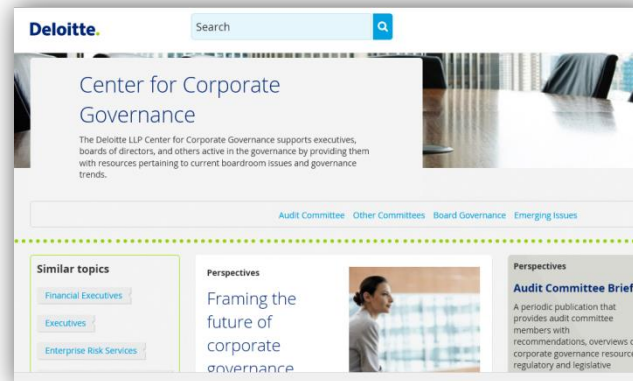 Deloitte.
Search
Center for Corporate
Governance
The Deloitte LLP Center for Corporate Governance supports executives,
boards of directors, and others active in the governance by providing them
with resources pertaining to current boardroom issues and governance
trends.
Audit Committee Other Committees Board Governance Emerging Issues
Similar topics
Financial Executives
Executives
Enterprise Risk Services
Perspectives
Framing the
future of
corporate
governance
Perspectives
Audit Committee Brief
A periodic publication that
provides audit committee
members with
recommendations, overviews
corporate governance
regulatory and legislative